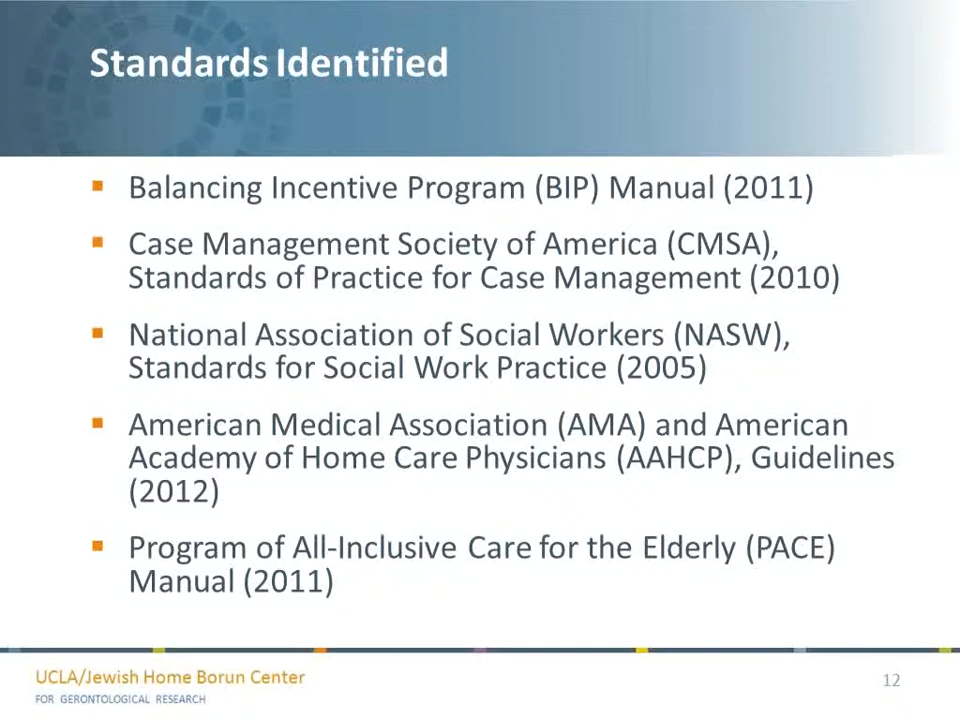 Standards Identified
Balancing Incentive Program (BIP) Manual (2011)
Case Management Society of America (CMSA),
Standards of Practice for Case Management (2010)
National Association of Social Workers (NASW),
Standards for Social Work Practice (2005)
American Medical Association (AMA) and American
Academy of Home Care Physicians (AAHCP), Guidelines
(2012)
Program of All-Inclusive Care for the Elderly (PACE)
Manual (2011)
UCLA/Jewish Home Borun Center
FOR GERONTOLOGICAL RESEARCH
12